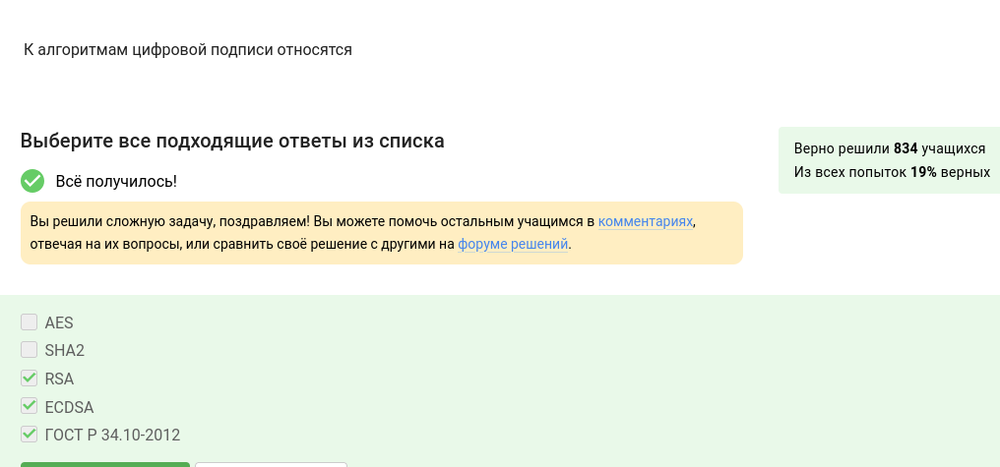 К алгоритмам цифровой подписи относятся
Выберите все подходящие ответы из списка
Верно решили 834 учащихся
Из всех попыток 19% верных
Всё получилось!
Вы решили сложную задачу, поздравляем! Вы можете помочь остальным учащимся в комментариях,
отвечая на их вопросы, или сравнить своё решение с другими на форуме решений.
AES
SHA2
RSA
ECDSA
ГОСТ Р 34.10-2012